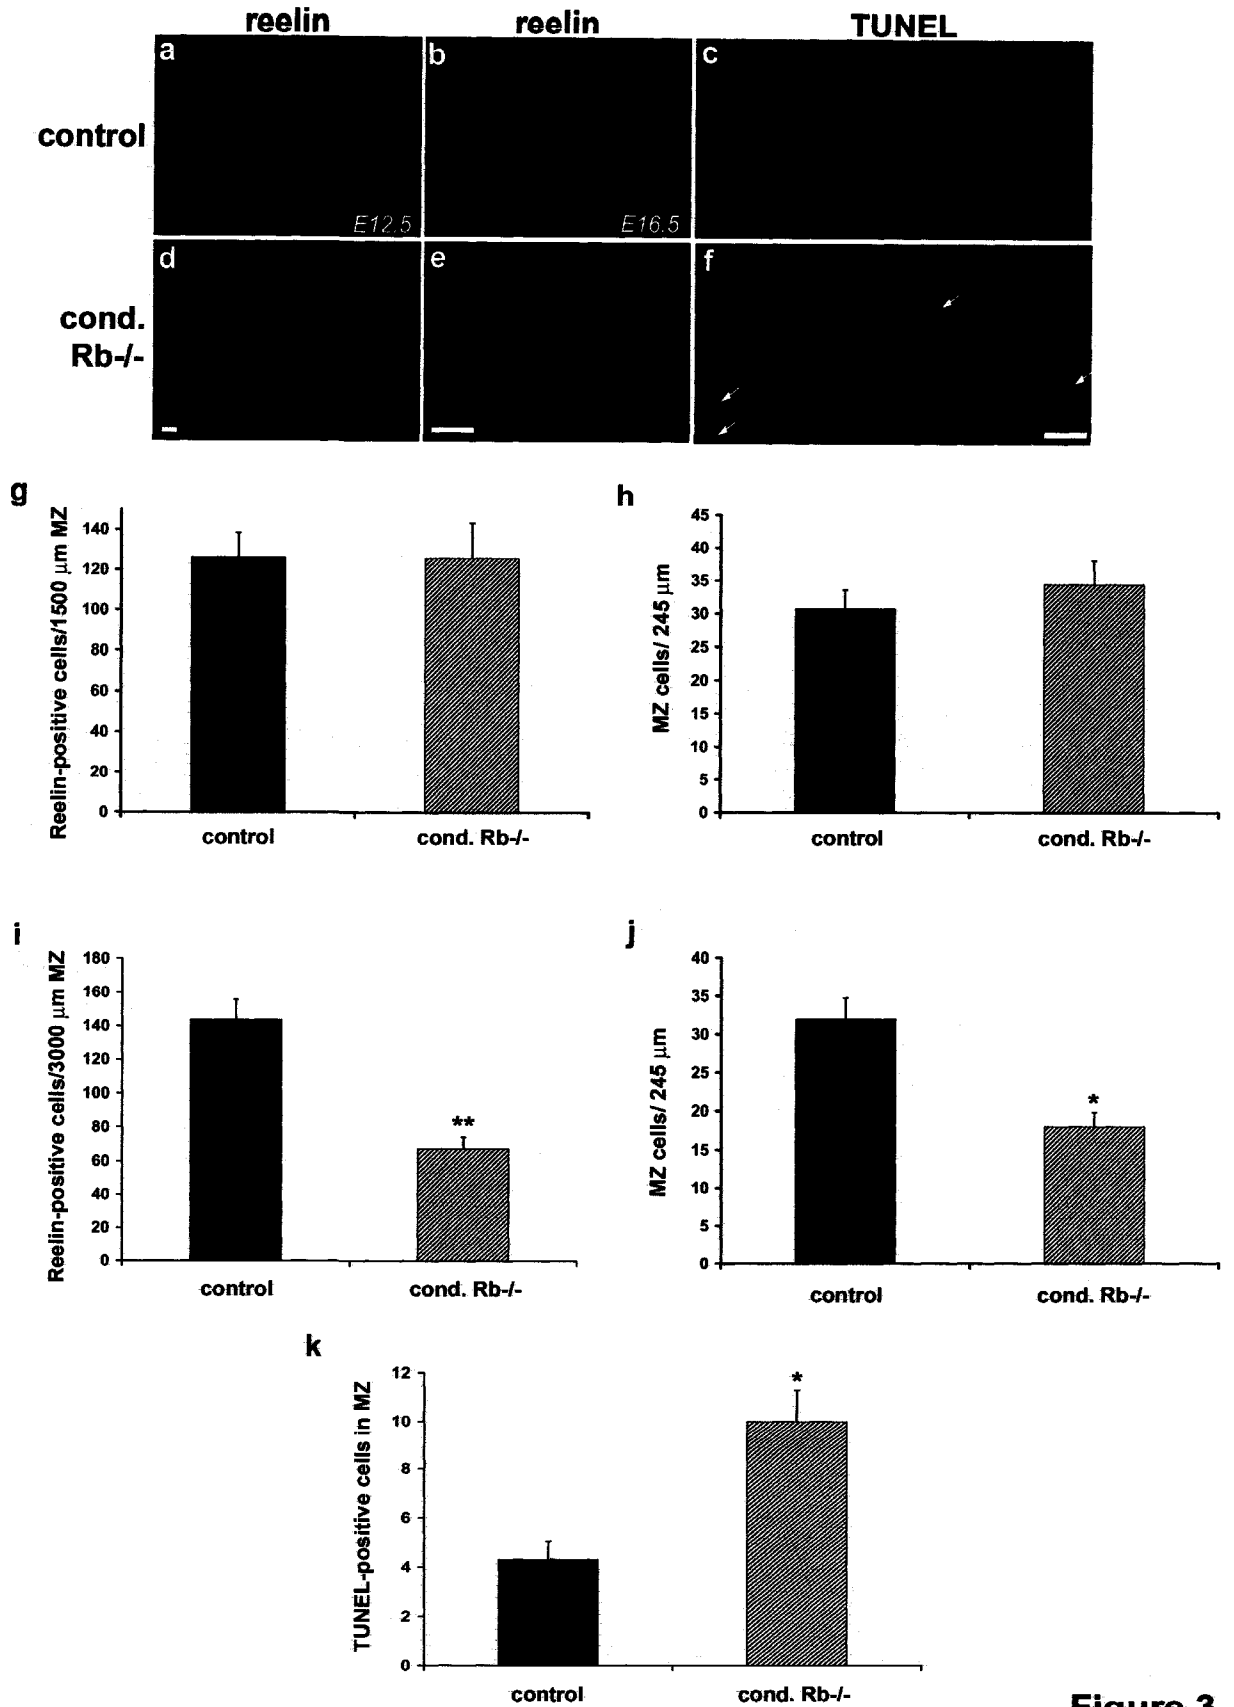 reelin reelin TUNEL
a b c
control
E12.5 E16.5
d e f
cond.
Rb-/-
g
Reelin-positive cells/1500 µm MZ
140
120
100
80
60
40
20
0
control cond. Rb-/-
h
MZ cells/ 245 µm
45
40
35
30
25
20
15
10
5
0
control cond. Rb-/-
i
Reelin-positive cells/3000 µm MZ
180
160
140
120
100
80
60
40
20
0
**
control cond. Rb-/-
j
MZ cells/ 245 µm
40
35
30
25
20
15
10
5
0
*
control cond. Rb-/-
k
TUNEL-positive cells in MZ
12
10
8
6
4
2
0
*
control cond. Rb-/-
Figure 3